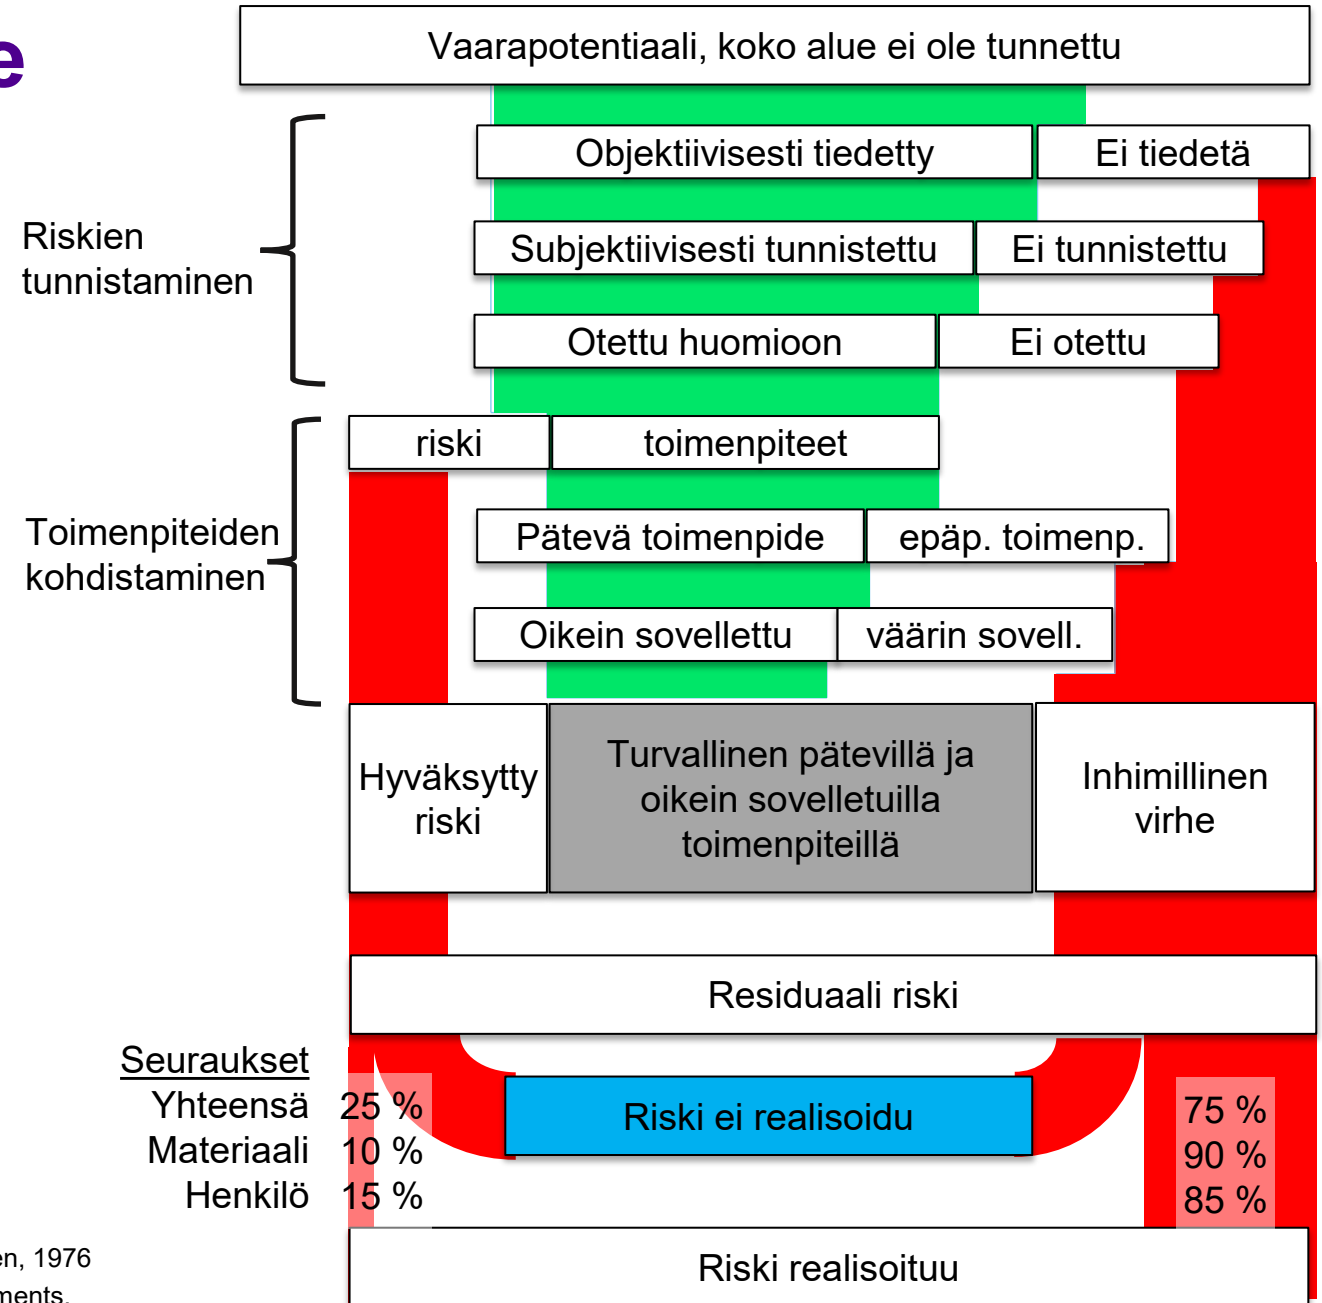 e
Vaarapotentiaali, koko alue ei ole tunnettu
Objektiivisesti tiedetty
Ei tiedetä
Riskien
tunnistaminen
Subjektiivisesti tunnistettu
Ei tunnistettu
Otettu huomioon
Ei otettu
riski
toimenpiteet
Toimenpiteiden
kohdistaminen
Pätevä toimenpide
epäp. toimenp.
Oikein sovellettu
väärin sovell.
Hyväksytty
riski
Turvallinen pätevillä ja
oikein sovelletuilla
toimenpiteillä
Inhimillinen
virhe
Residuaali riski
Seuraukset
Yhteensä 25 % 75 %
Materiaali 10 % 90 %
Henkilö 15 % 85 %
Riski ei realisoidu
en, 1976
ments.
Riski realisoituu